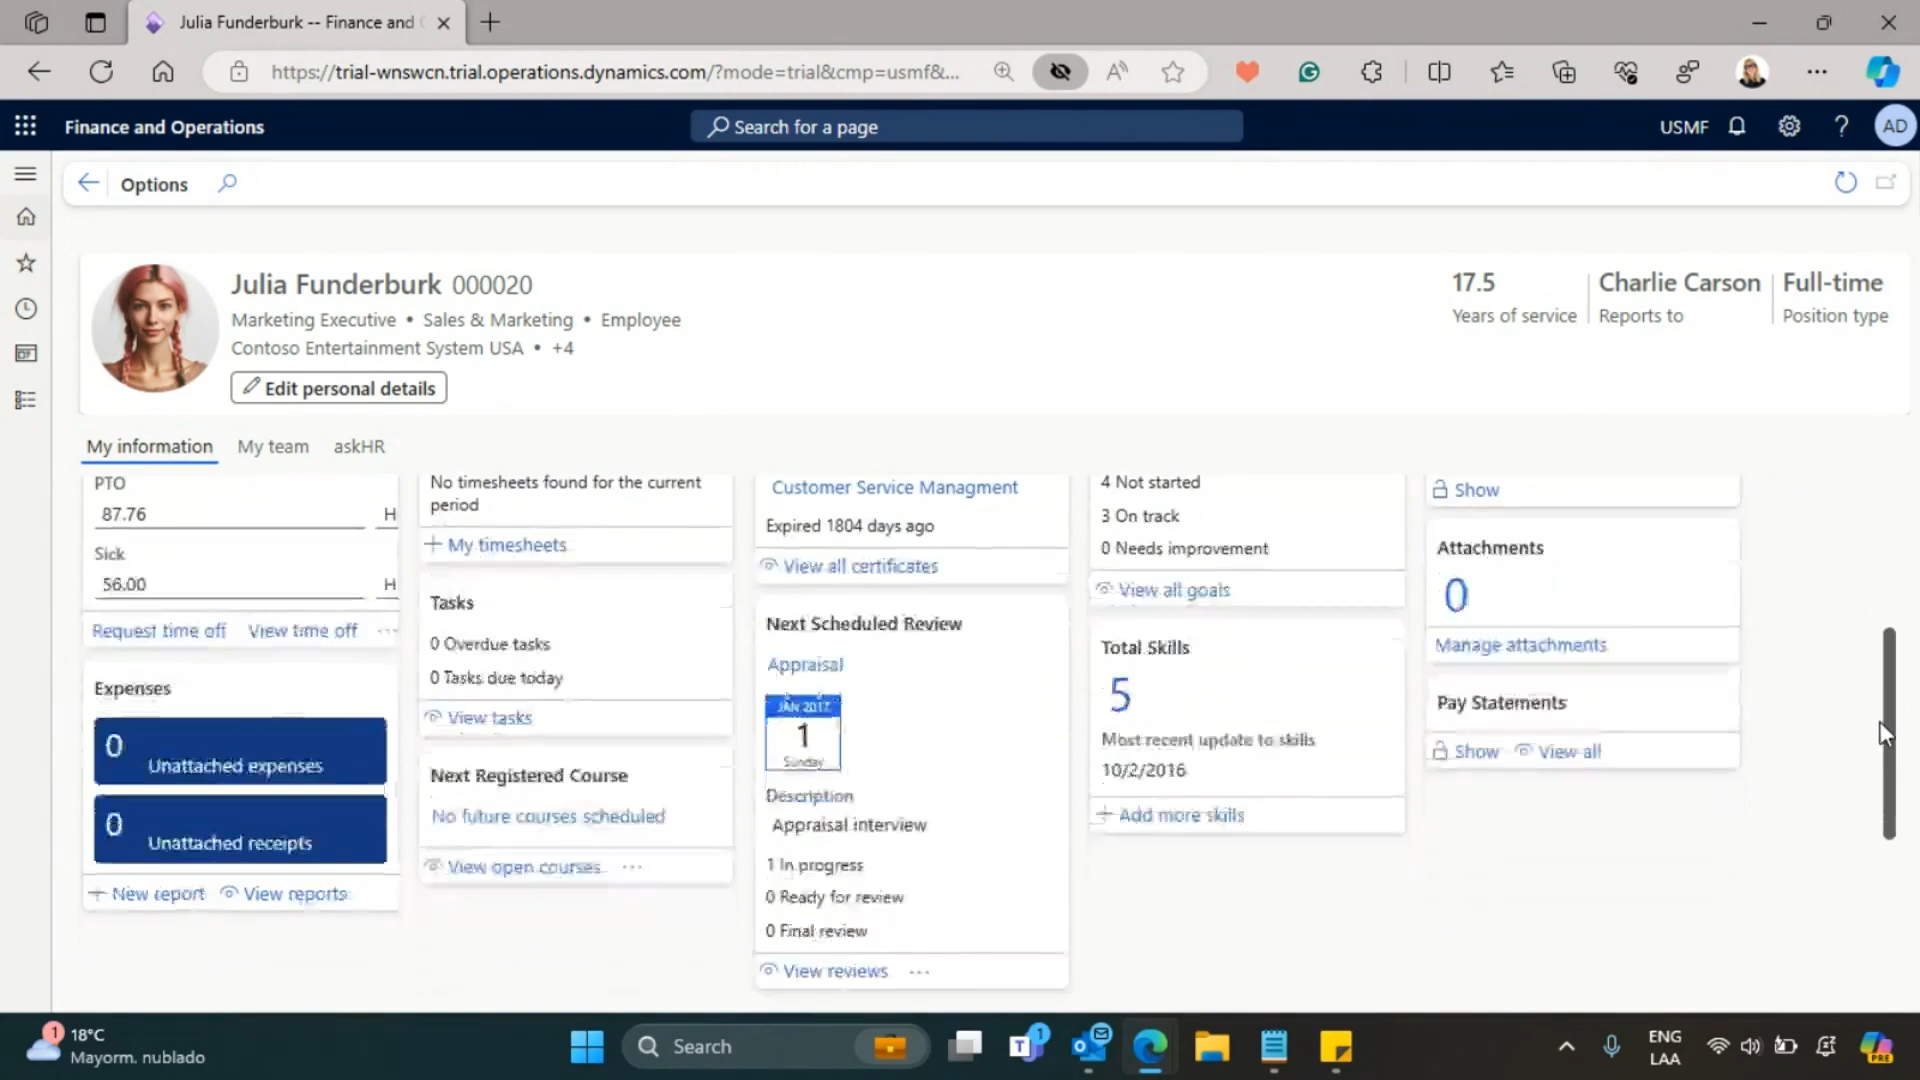 Julia Funderburk -- Finance and
https://trial-wnswcn.trial.operations.dynamics.com/?mode=trial&cmp=usmf&...
Finance and Operations
Search for a page
USMF
AD
Options
Julia Funderburk 000020
Marketing Executive • Sales & Marketing • Employee
Contoso Entertainment System USA • +4
Edit personal details
17.5
Years of service
Charlie Carson
Reports to
Full-time
Position type
My information
My team
askHR
PTO
87.76
H
Sick
56.00
H
Request time off
View time off
Expenses
0
Unattached expenses
0
Unattached receipts
New report
View reports
No timesheets found for the current
period
My timesheets
Tasks
0 Overdue tasks
0 Tasks due today
View tasks
Next Registered Course
No future courses scheduled
View open courses
Customer Service Managment
Expired 1804 days ago
View all certificates
Next Scheduled Review
Appraisal
JAN 2017
1
Sunday
Description
Appraisal interview
1 In progress
0 Ready for review
0 Final review
View reviews
4 Not started
3 On track
0 Needs improvement
View all goals
Total Skills
5
Most recent update to skills
10/2/2016
Add more skills
Show
Attachments
0
Manage attachments
Pay Statements
Show
View all
1
18°C
Mayorm. nublado
Search
1
ENG
LAA
PRE